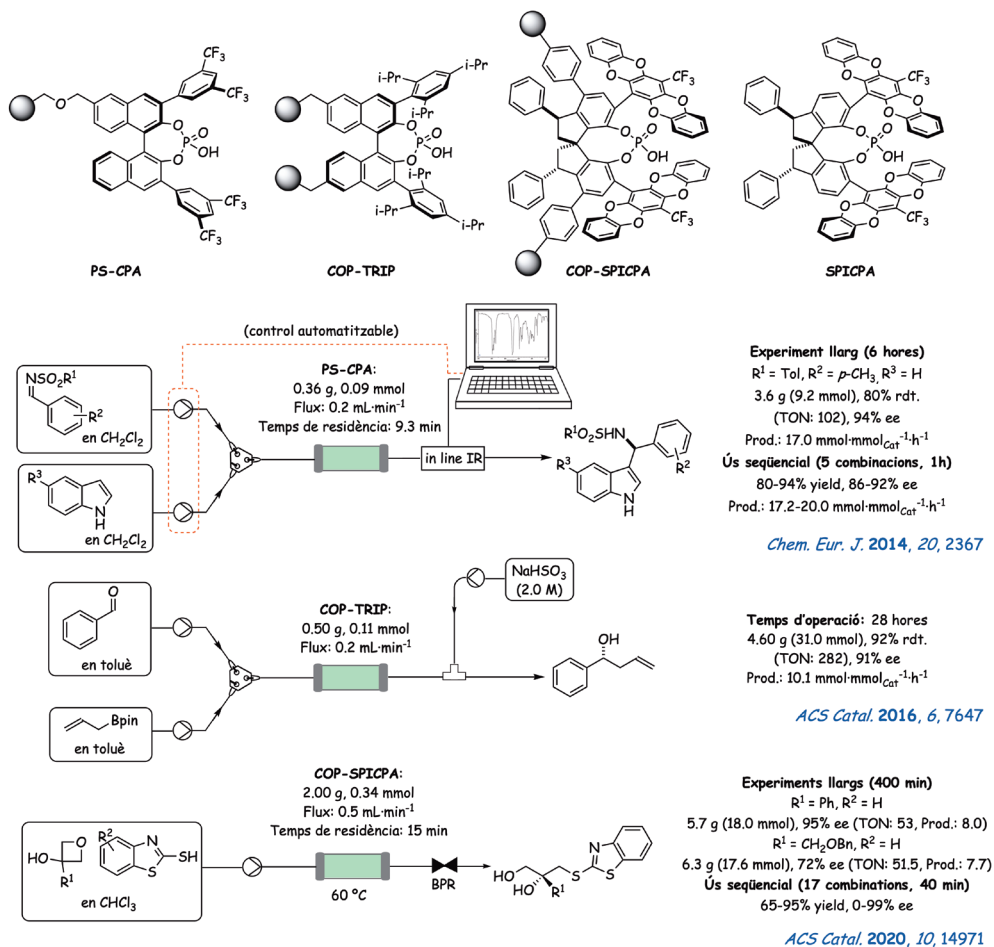 CF3
CF3
O
O
O
P
O
OH
CF3
CF3
PS-CPA
i-Pr
i-Pr
i-Pr
O
O
P
O
OH
i-Pr
i-Pr
i-Pr
COP-TRIP
O
O
CF3
O
O
O
O
P
O
OH
O
O
O
O
CF3
COP-SPICPA
O
O
CF3
O
O
O
O
P
O
OH
O
O
O
O
CF3
SPICPA
(control automatitzable)
NSO2R1
R2
en CH2Cl2
R3
N
H
en CH2Cl2
PS-CPA:
0.36 g, 0.09 mmol
Flux: 0.2 mL·min-1
Temps de residència: 9.3 min
in line IR
R1O2SHN
R2
R3
N
H
Experiment llarg (6 hores)
R1 = Tol, R2 = p-CH3, R3 = H
3.6 g (9.2 mmol), 80% rdt.
(TON: 102), 94% ee
Prod.: 17.0 mmol·mmolCat-1·h-1
Ús seqüencial (5 combinacions, 1h)
80-94% yield, 86-92% ee
Prod.: 17.2-20.0 mmol·mmolCat-1·h-1
Chem. Eur. J. 2014, 20, 2367
O
en toluè
Bpin
en toluè
COP-TRIP:
0.50 g, 0.11 mmol
Flux: 0.2 mL·min-1
NaHSO3
(2.0 M)
OH
Temps d'operació: 28 hores
4.60 g (31.0 mmol), 92% rdt.
(TON: 282), 91% ee
Prod.: 10.1 mmol·mmolCat-1·h-1
ACS Catal. 2016, 6, 7647
O
HO
R1
R2
N
SH
S
en CHCl3
COP-SPICPA:
2.00 g, 0.34 mmol
Flux: 0.5 mL·min-1
Temps de residència: 15 min
60 ºC
BPR
HO
HO
R1
S
N
S
Experiments llargs (400 min)
R1 = Ph, R2 = H
5.7 g (18.0 mmol), 95% ee (TON: 53, Prod.: 8.0)
R1 = CH2OBn, R2 = H
6.3 g (17.6 mmol), 72% ee (TON: 51.5, Prod.: 7.7)
Ús seqüencial (17 combinations, 40 min)
65-95% yield, 0-99% ee
ACS Catal. 2020, 10, 14971